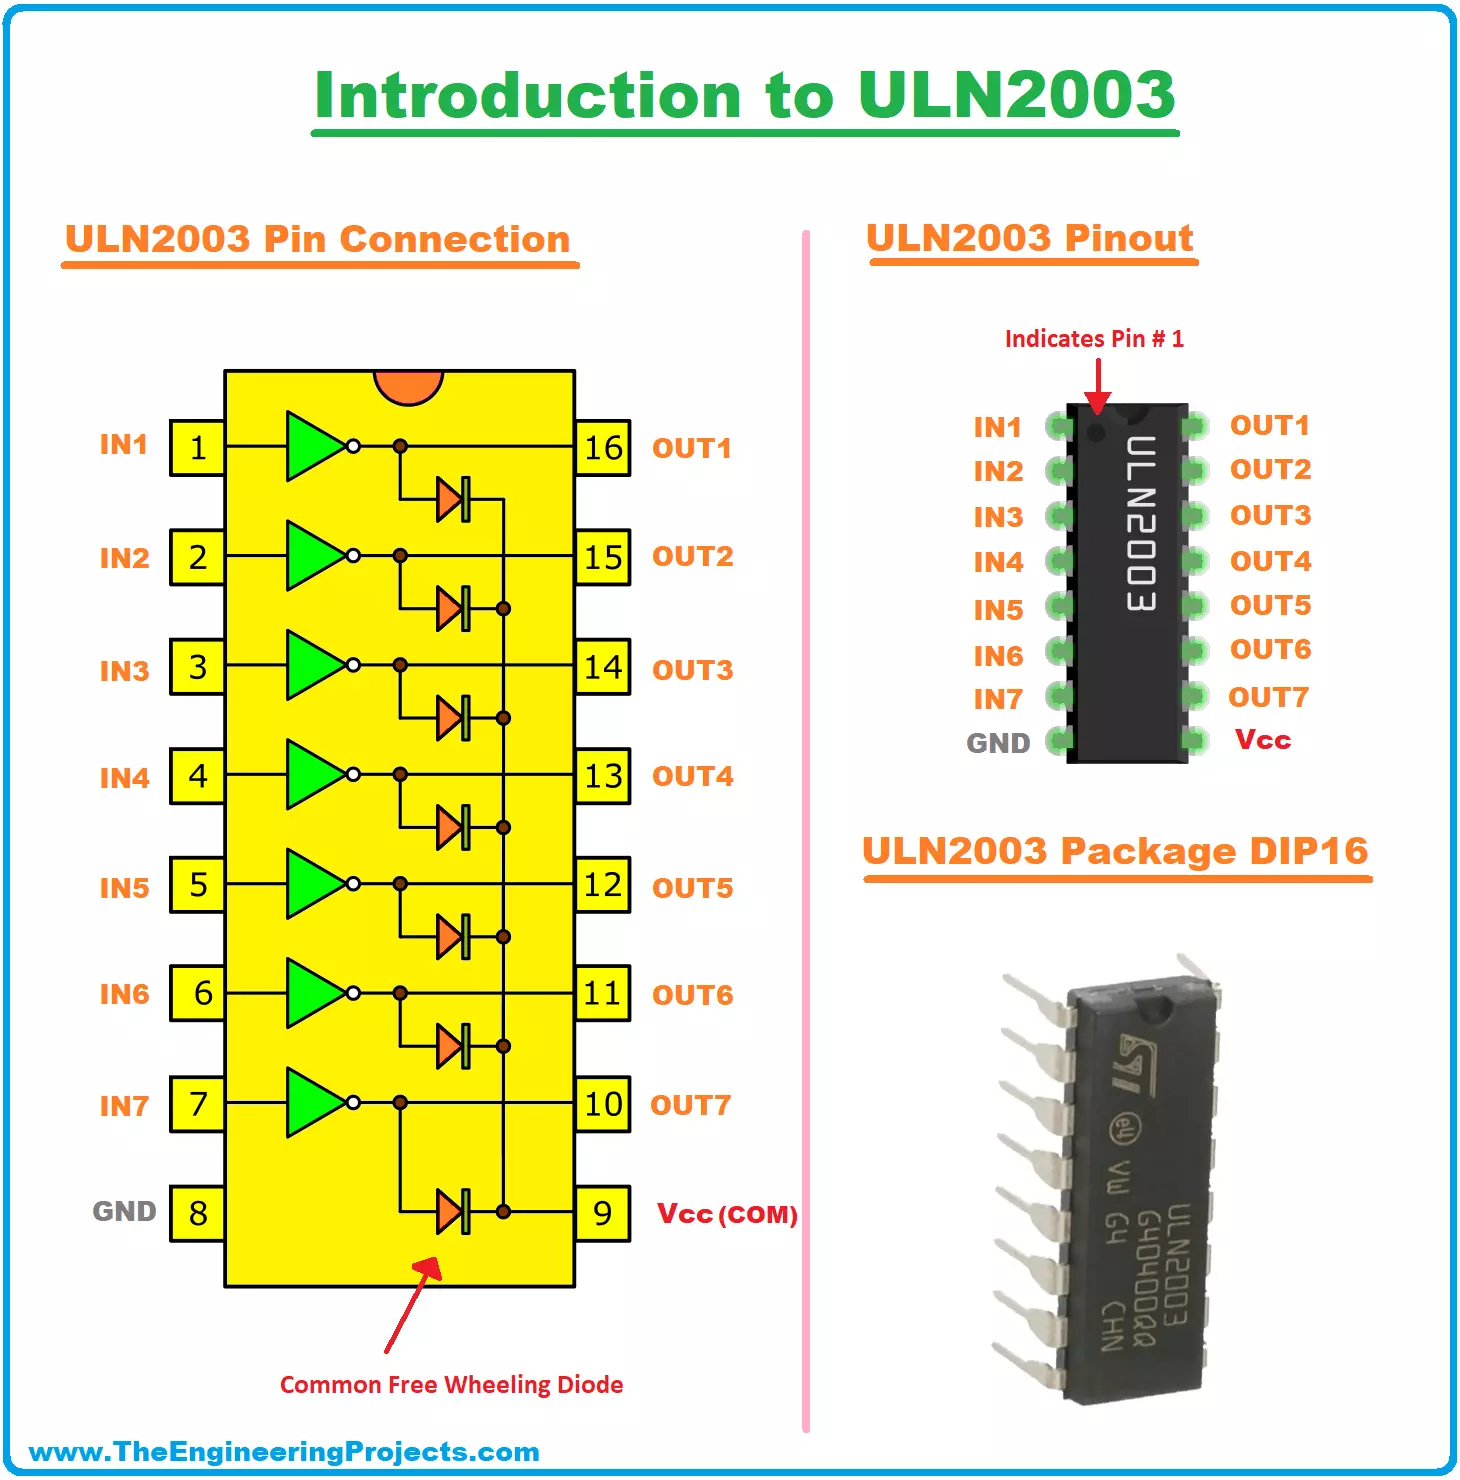 Introduction to ULN2003
ULN2003 Pin Connection
IN1 1 16 OUT1
IN2 2 15 OUT2
IN3 3 14 OUT3
IN4 4 13 OUT4
IN5 5 12 OUT5
IN6 6 11 OUT6
IN7 7 10 OUT7
GND 8 9 Vcc (COM)
Common Free Wheeling Diode
ULN2003 Pinout
Indicates Pin # 1
IN1 OUT1
IN2 OUT2
IN3 OUT3
IN4 OUT4
IN5 OUT5
IN6 OUT6
IN7 OUT7
GND Vcc
ULN2003
ULN2003 Package DIP16
ST
e4 VW G4 CHN
G40400QQ
ULN2003
www.TheEngineeringProjects.com